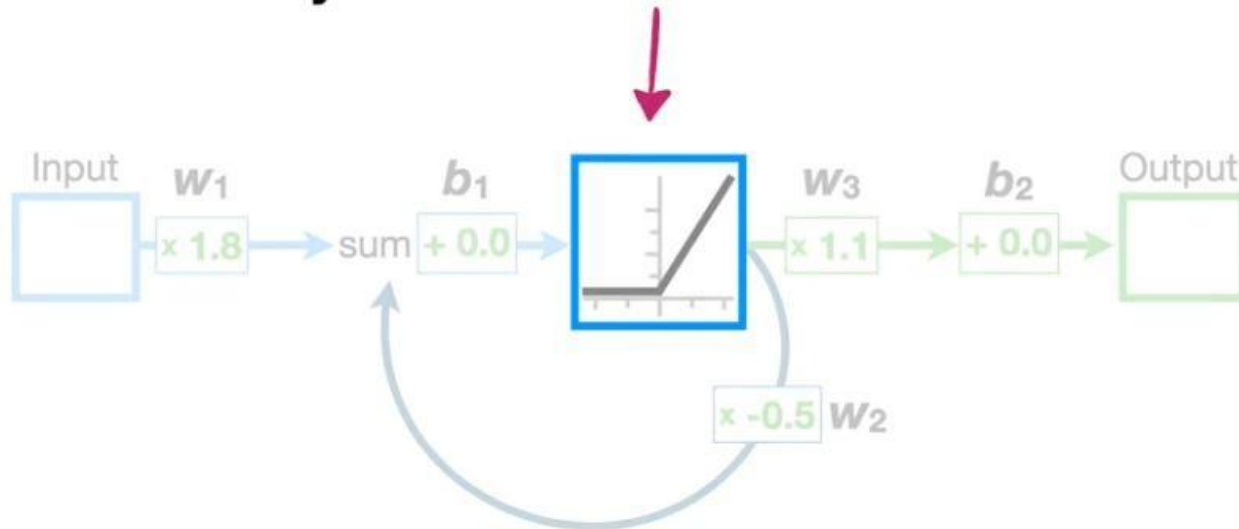 Input
w₁
b₁
w₃
b₂
Output
× 1.8
sum
+ 0.0
× 1.1
+ 0.0
× -0.5
w₂